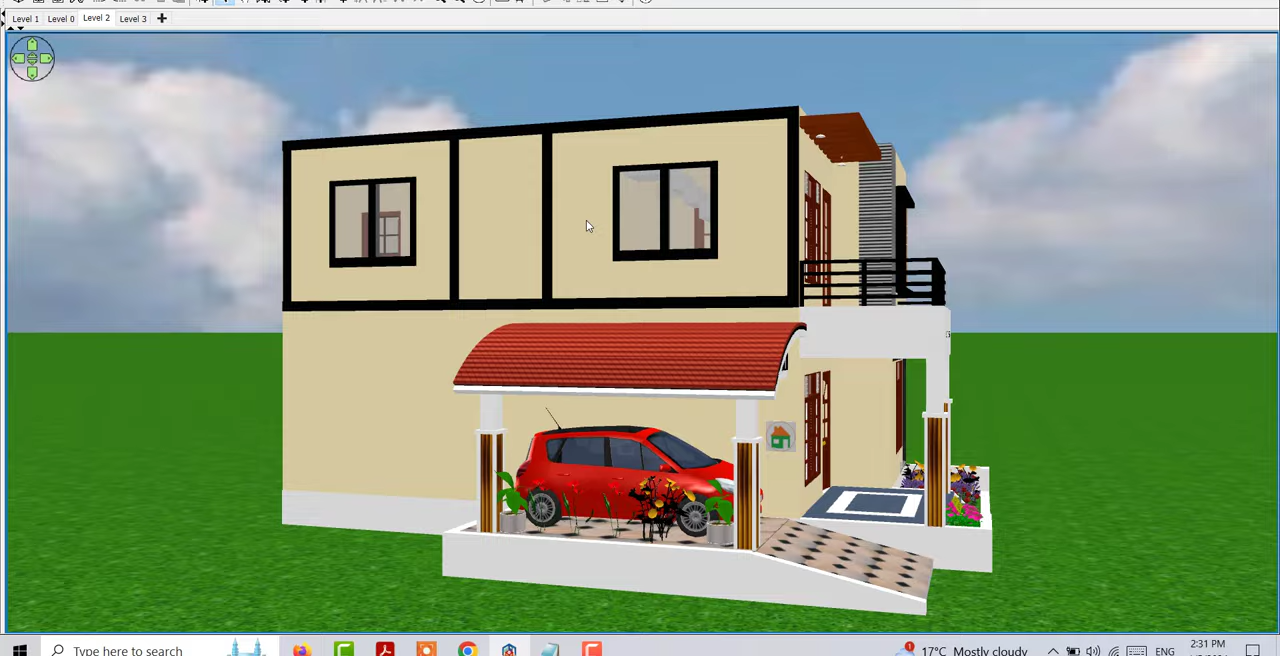 Level 1 Level 0 Level 2 Level 3
Type here to search
17°C Mostly cloudy ENG
2:31 PM